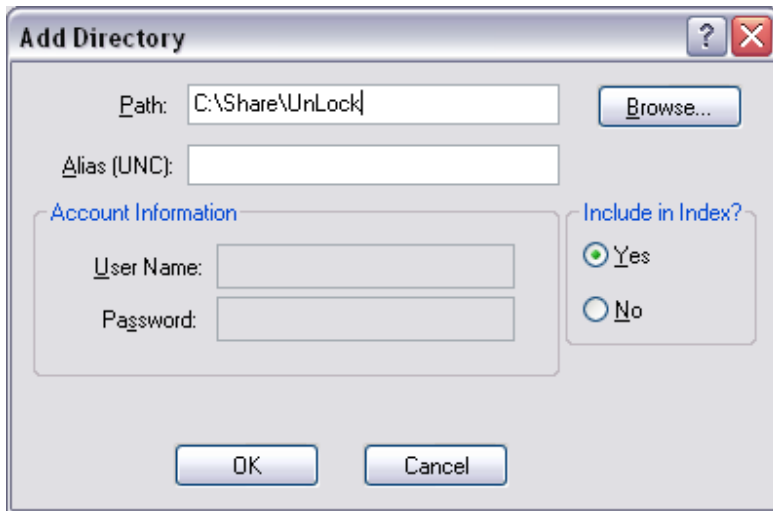 Add Directory
?
Path: C:\Share\UnLock Browse...
Alias (UNC):
Account Information
Include in Index?
User Name:
Yes
Password:
No
OK Cancel